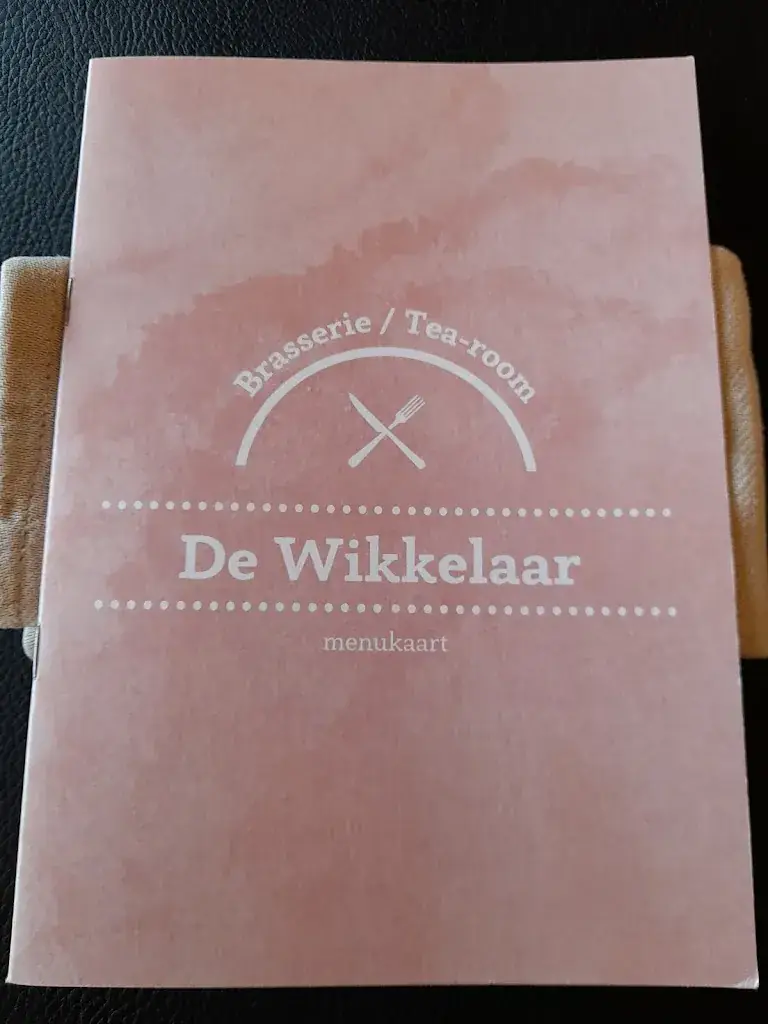 Brasserie / Tea-room
De Wikkelaar
menukaart